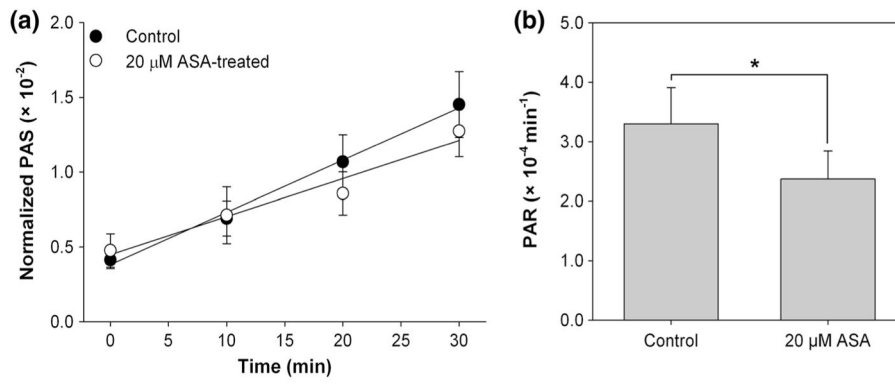 (a)
2.0
1.5
1.0
0.5
0.0
Normalized PAS (× 10⁻²)
Control
20 μM ASA-treated
0 5 10 15 20 25 30
Time (min)
(b)
5.0
4.0
3.0
2.0
1.0
0.0
PAR (× 10⁻⁴ min⁻¹)
*
Control 20 μM ASA